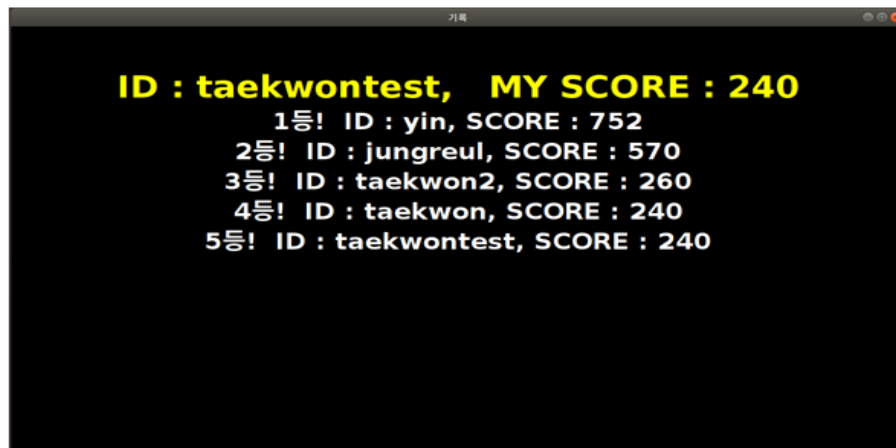 기록
ID : taekwontest, MY SCORE : 240
1등! ID : yin, SCORE : 752
2등! ID : jungreul, SCORE : 570
3등! ID : taekwon2, SCORE : 260
4등! ID : taekwon, SCORE : 240
5등! ID : taekwontest, SCORE : 240